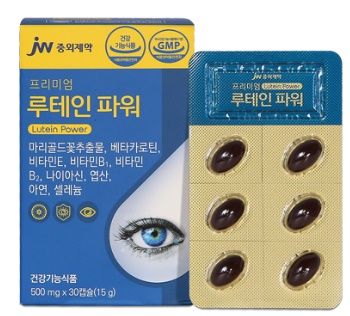 JW 중외제약
건강
기능식품
GMP
프리미엄
루테인 파워
Lutein Power
마리골드꽃추출물, 베타카로틴,
비타민E, 비타민B₁, 비타민
B₂, 나이아신, 엽산,
아연, 셀레늄
건강기능식품
500 mg x 30캡슐(15 g)
JW 중외제약
프리미엄 Lutein Power
루테인 파워